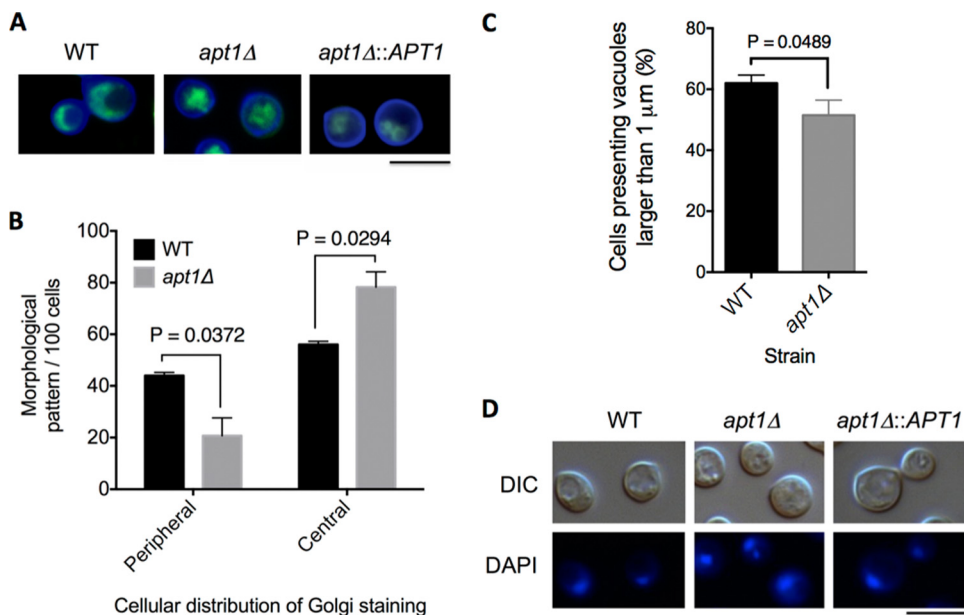 A
WT
apt1Δ
apt1Δ::APT1
B
100
80
60
40
20
0
Morphological
pattern / 100 cells
WT
apt1Δ
P = 0.0372
P = 0.0294
Peripheral
Central
Cellular distribution of Golgi staining
C
80
60
40
20
0
Cells presenting vacuoles
larger than 1 μm (%)
P = 0.0489
WT
apt1Δ
Strain
D
WT
apt1Δ
apt1Δ::APT1
DIC
DAPI